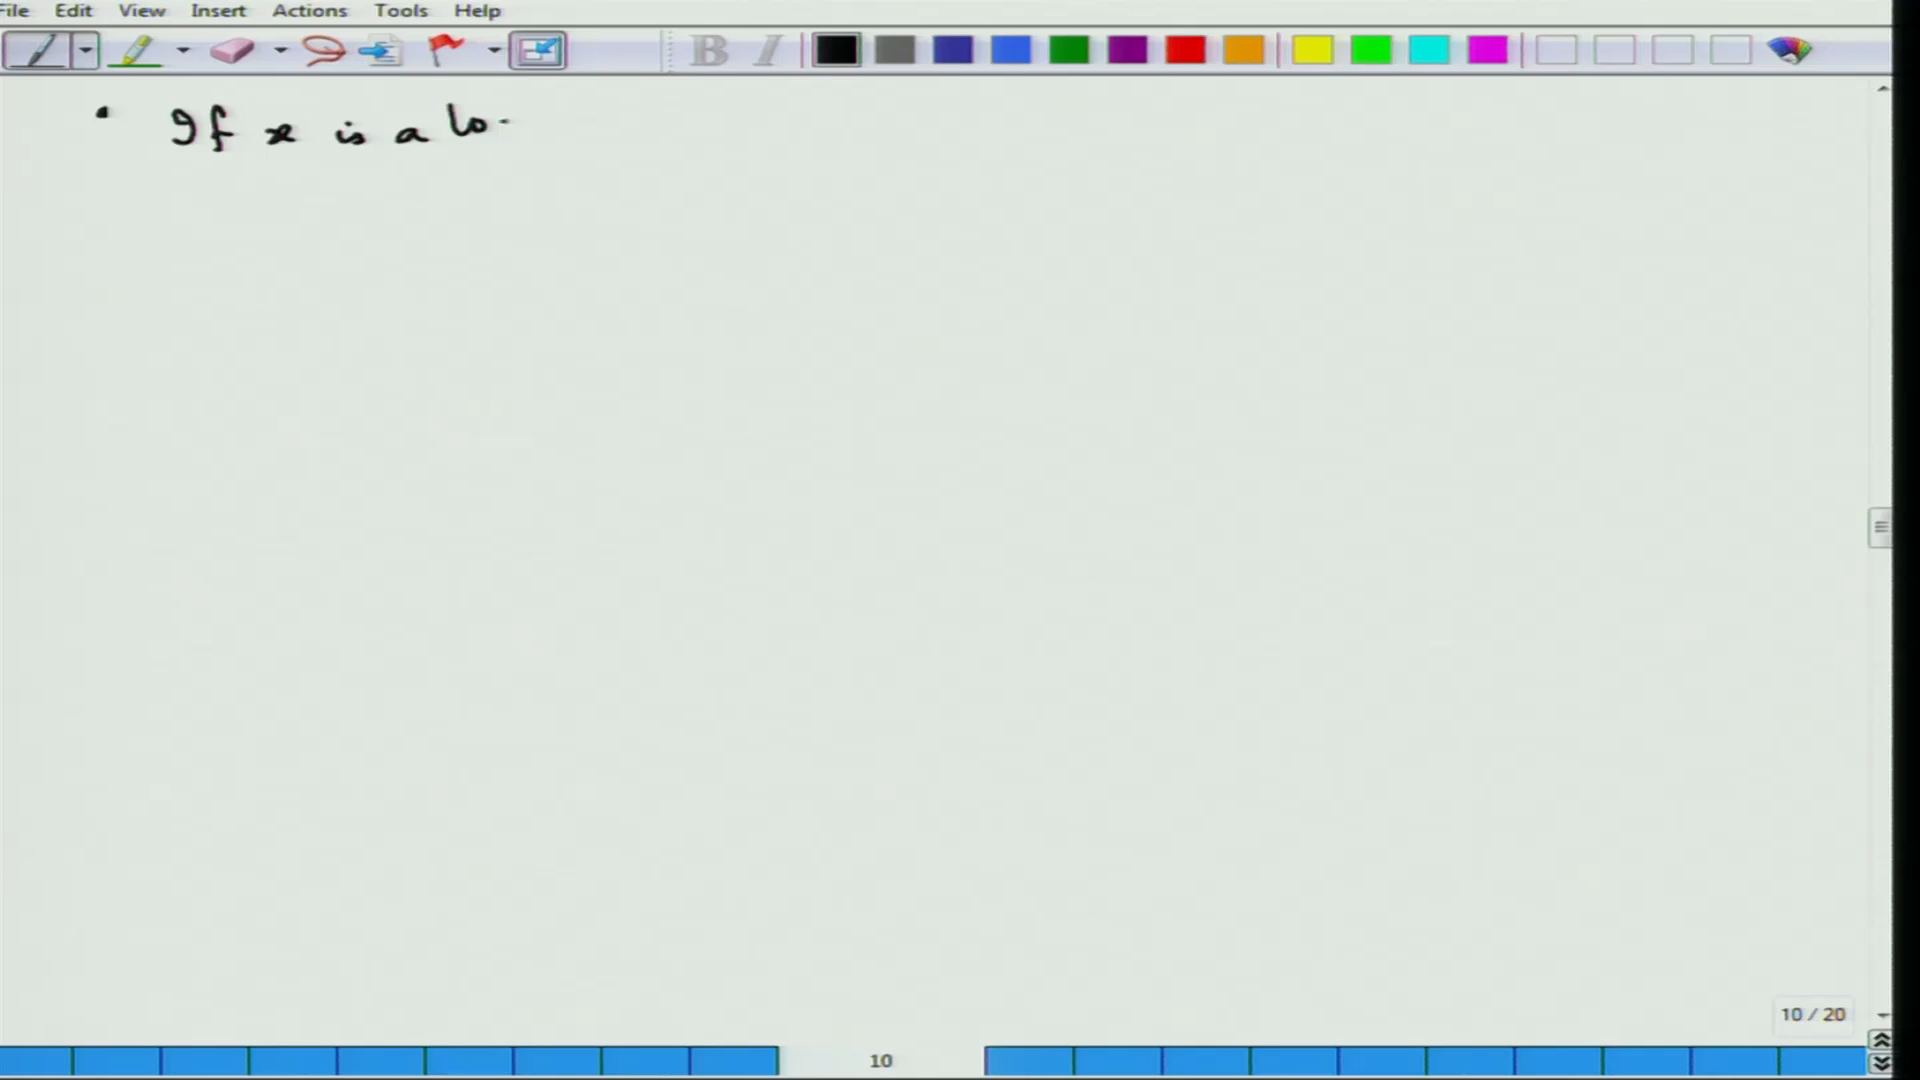 File Edit View Insert Actions Tools Help
B I
• If x is a lo
10 / 20
10